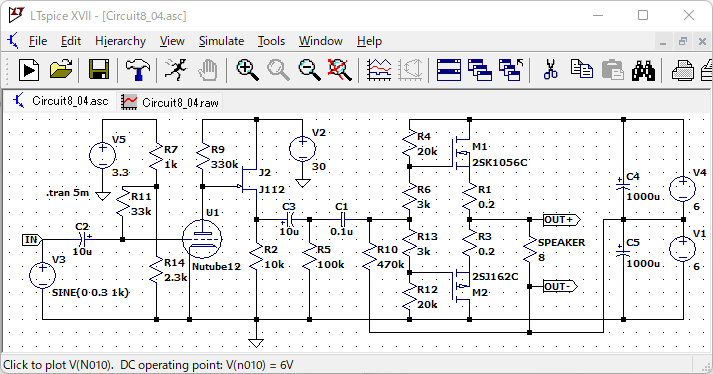 LTspice XVII - [Circuit8_04.asc]
File Edit Hierarchy View Simulate Tools Window Help
Circuit8_04.asc Circuit8_04.raw
V5
3.3
R7
1k
R9
330k
J2
J112
V2
30
R4
20k
M1
2SK1056C
C4
1000u
V4
6
.tran 5m
R11
33k
U1
Nutube12
C3
10u
C1
0.1u
R6
3k
R1
0.2
OUT+
IN
C2
10u
V3
SINE(0 0.3 1k)
R14
2.3k
R2
10k
R5
100k
R10
470k
R13
3k
R3
0.2
SPEAKER
8
C5
1000u
V1
6
R12
20k
2SJ162C
M2
OUT-
Click to plot V(N010). DC operating point: V(n010) = 6V